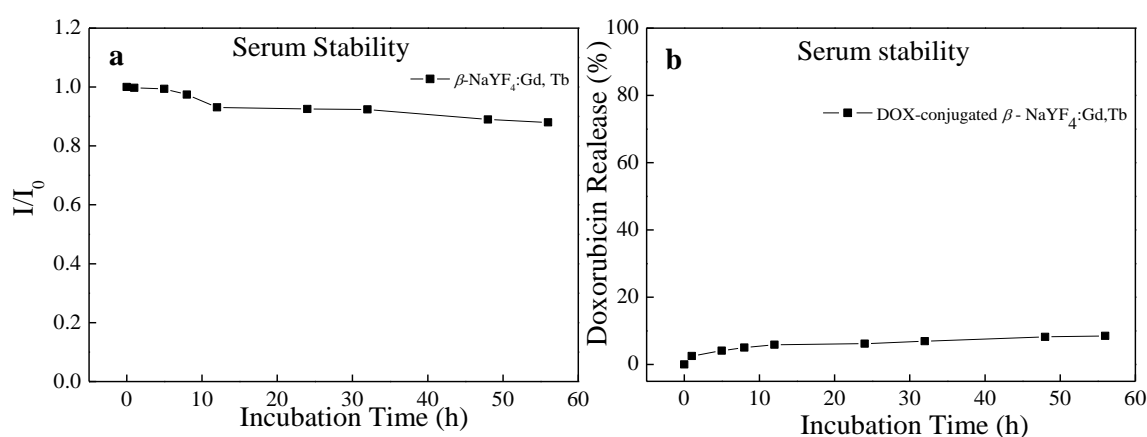 a
Serum Stability
β-NaYF₄:Gd, Tb
1.2
1.0
0.8
0.6
0.4
0.2
0.0
I/I₀
0 10 20 30 40 50 60
Incubation Time (h)
b
Serum stability
DOX-conjugated β - NaYF₄:Gd,Tb
100
80
60
40
20
0
Doxorubicin Realease (%)
0 10 20 30 40 50 60
Incubation Time (h)